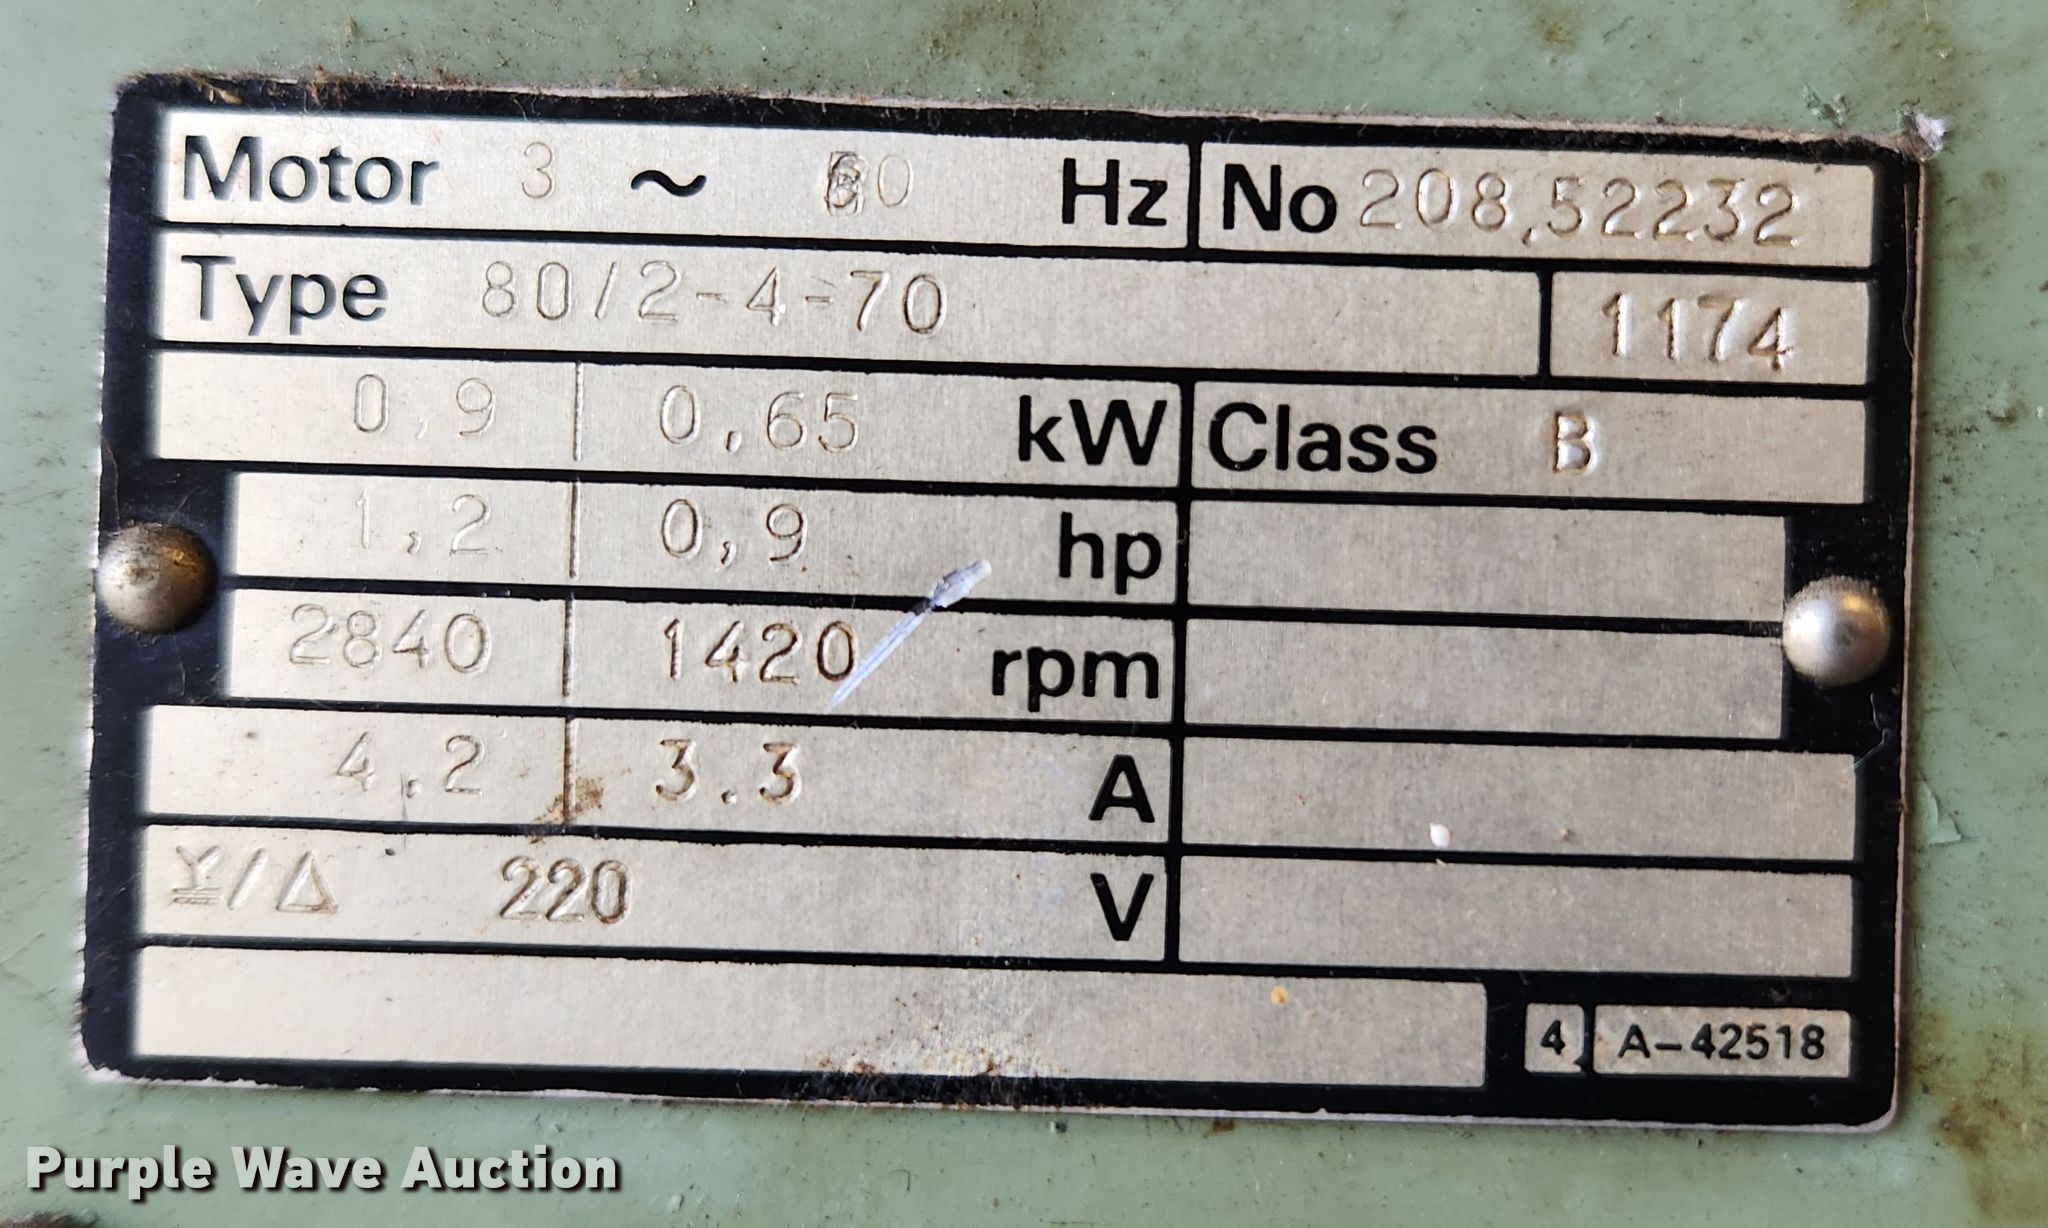 Motor 3 ~ Hz No 208.52232
Type 80/2-4-70 1174
0,9 0,65 kW Class B
1,2 0,9 hp
2840 1420 rpm
4.2 3.3 A
Y/Δ 220 V
4 A-42518
Purple Wave Auction